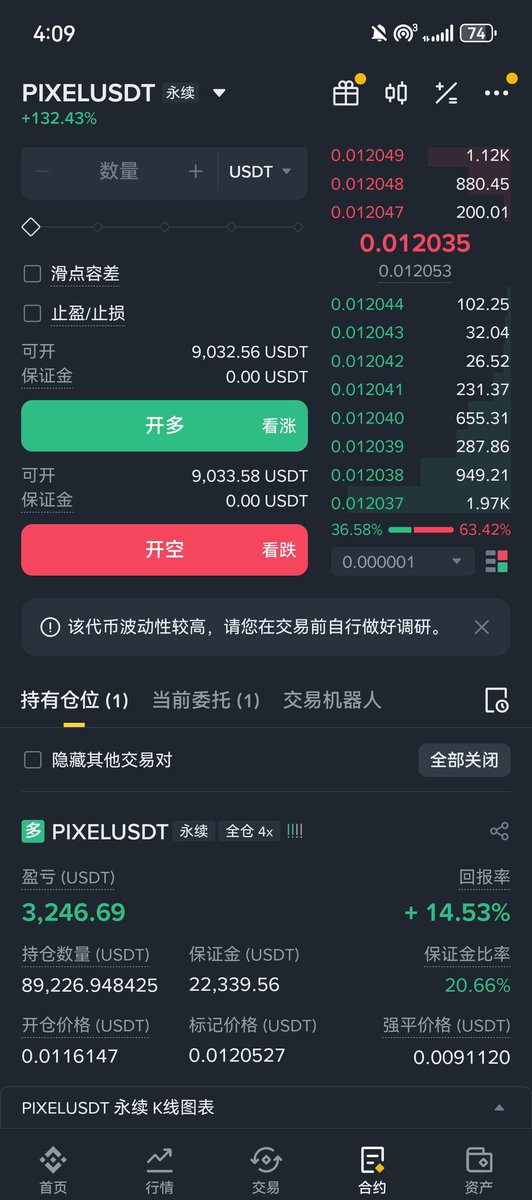 4:09
3
74
PIXELUSDT 永续
+132.43%
数量 USDT
滑点容差
止盈/止损
可开 9,032.56 USDT
保证金 0.00 USDT
开多 看涨
可开 9,033.58 USDT
保证金 0.00 USDT
开空 看跌
0.012049 1.12K
0.012048 880.45
0.012047 200.01
0.012035
0.012053
0.012044 102.25
0.012043 32.04
0.012042 26.52
0.012041 231.37
0.012040 655.31
0.012039 287.86
0.012038 949.21
0.012037 1.97K
36.58% 63.42%
0.000001
该代币波动性较高，请您在交易前自行做好调研。
持有仓位 (1) 当前委托 (1) 交易机器人
隐藏其他交易对 全部关闭
多 PIXELUSDT 永续 全仓 4x
盈亏 (USDT) 回报率
3,246.69 + 14.53%
持仓数量 (USDT) 保证金 (USDT) 保证金比率
89,226.948425 22,339.56 20.66%
开仓价格 (USDT) 标记价格 (USDT) 强平价格 (USDT)
0.0116147 0.0120527 0.0091120
PIXELUSDT 永续 K线图表
首页 行情 交易 合约 资产